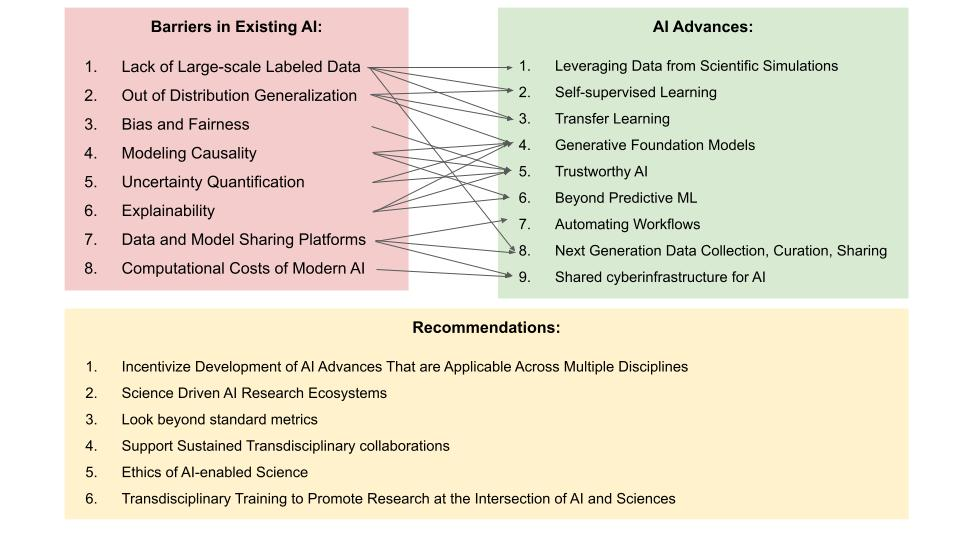 Barriers in Existing AI:
1. Lack of Large-scale Labeled Data
2. Out of Distribution Generalization
3. Bias and Fairness
4. Modeling Causality
5. Uncertainty Quantification
6. Explainability
7. Data and Model Sharing Platforms
8. Computational Costs of Modern AI
AI Advances:
1. Leveraging Data from Scientific Simulations
2. Self-supervised Learning
3. Transfer Learning
4. Generative Foundation Models
5. Trustworthy AI
6. Beyond Predictive ML
7. Automating Workflows
8. Next Generation Data Collection, Curation, Sharing
9. Shared cyberinfrastructure for AI
Recommendations:
1. Incentivize Development of AI Advances That are Applicable Across Multiple Disciplines
2. Science Driven AI Research Ecosystems
3. Look beyond standard metrics
4. Support Sustained Transdisciplinary collaborations
5. Ethics of AI-enabled Science
6. Transdisciplinary Training to Promote Research at the Intersection of AI and Sciences